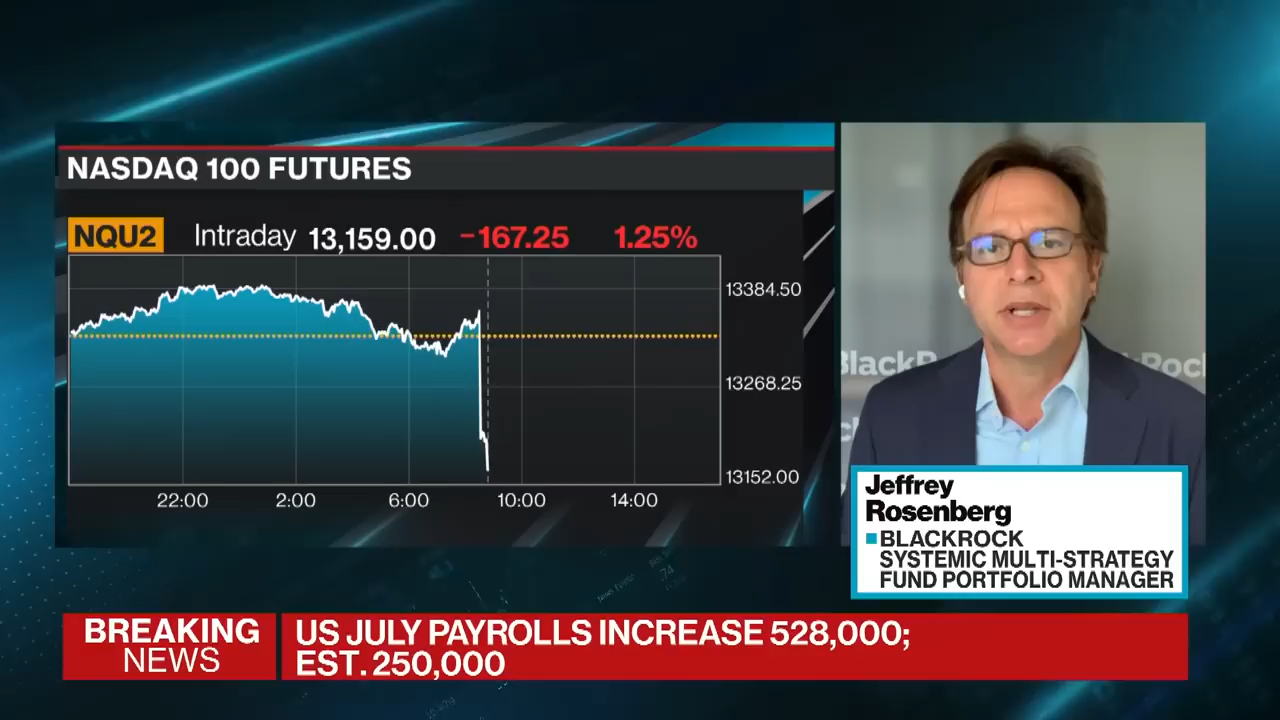 NASDAQ 100 FUTURES
NQU2 Intraday 13,159.00 -167.25 1.25%
13384.50
13268.25
13152.00
22:00 2:00 6:00 10:00 14:00
Jeffrey
Rosenberg
BLACKROCK
SYSTEMIC MULTI-STRATEGY
FUND PORTFOLIO MANAGER
BREAKING
NEWS
US JULY PAYROLLS INCREASE 528,000;
EST. 250,000